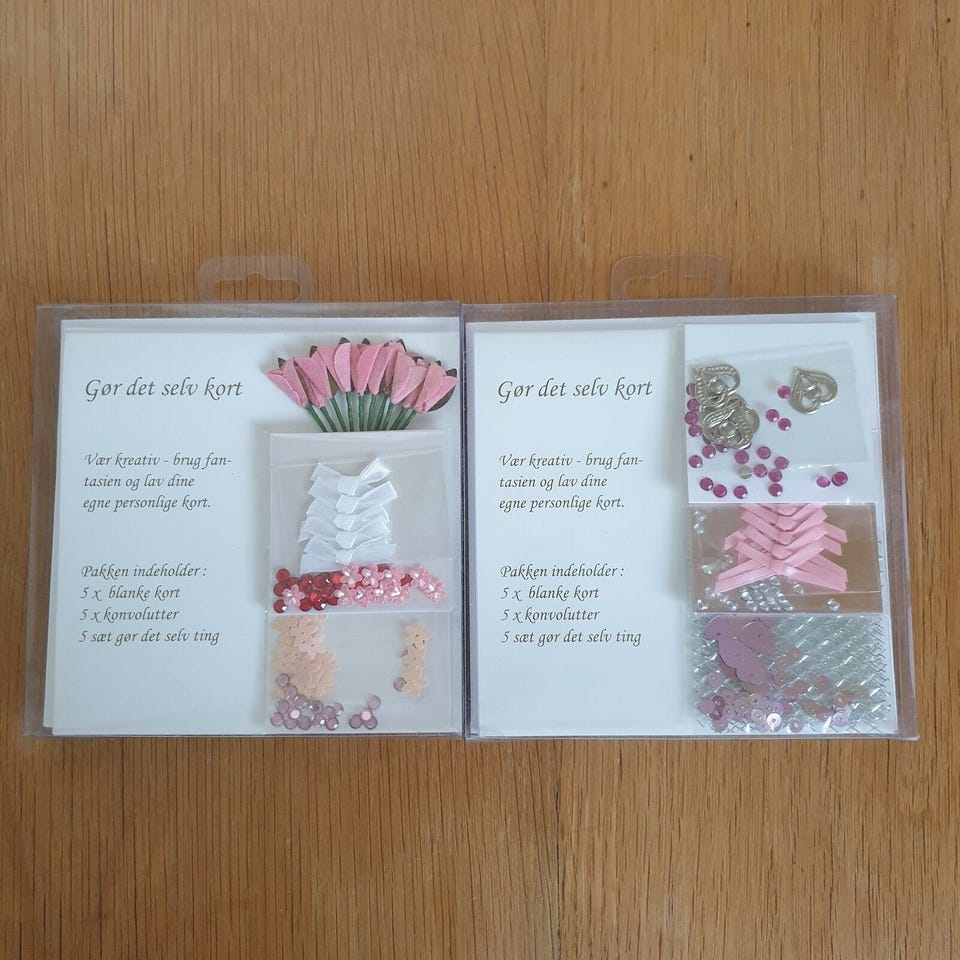 Gør det selv kort
Vær kreativ - brug fan-
tasien og lav dine
egne personlige kort.
Pakken indeholder :
5 x blanke kort
5 x konvolutter
5 sæt gør det selv ting
Gør det selv kort
Vær kreativ - brug fan-
tasien og lav dine
egne personlige kort.
Pakken indeholder :
5 x blanke kort
5 x konvolutter
5 sæt gør det selv ting